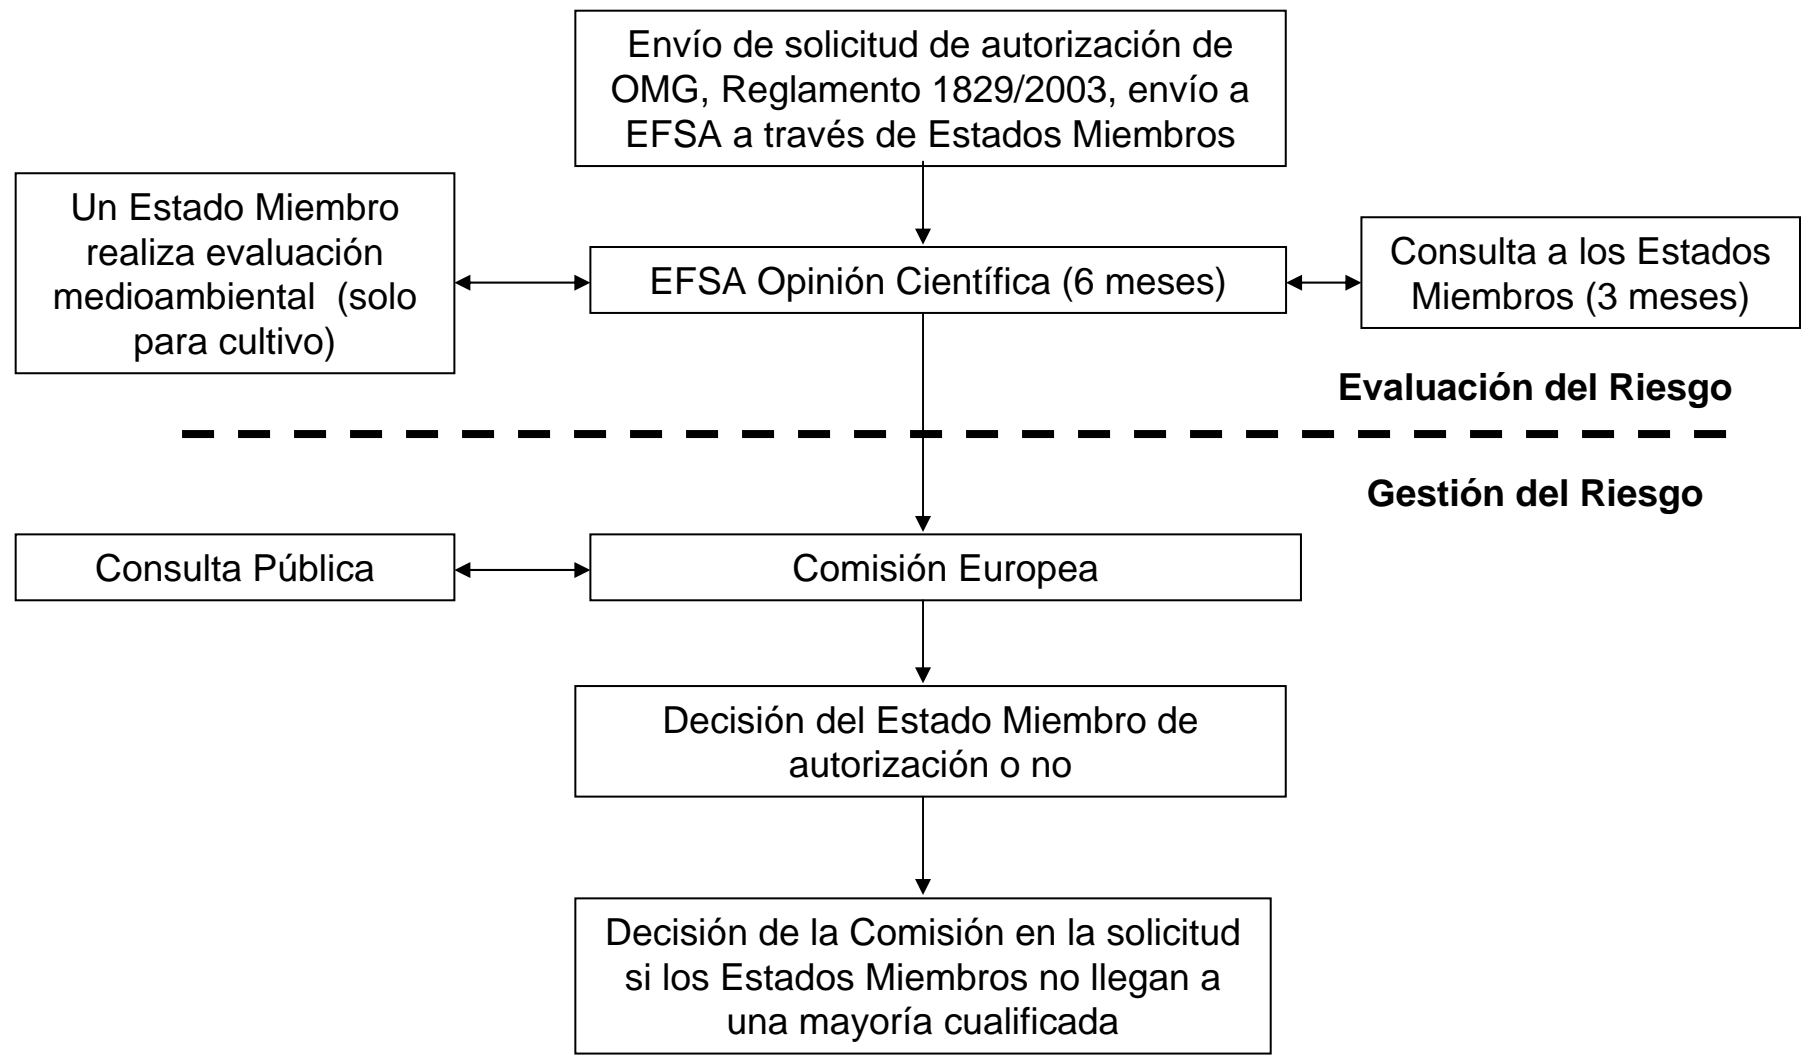 Envío de solicitud de autorización de
OMG, Reglamento 1829/2003, envío a
EFSA a través de Estados Miembros
Un Estado Miembro
realiza evaluación
medioambiental (solo
para cultivo)
EFSA Opinión Científica (6 meses)
Consulta a los Estados
Miembros (3 meses)
Evaluación del Riesgo
Gestión del Riesgo
Consulta Pública
Comisión Europea
Decisión del Estado Miembro de
autorización o no
Decisión de la Comisión en la solicitud
si los Estados Miembros no llegan a
una mayoría cualificada